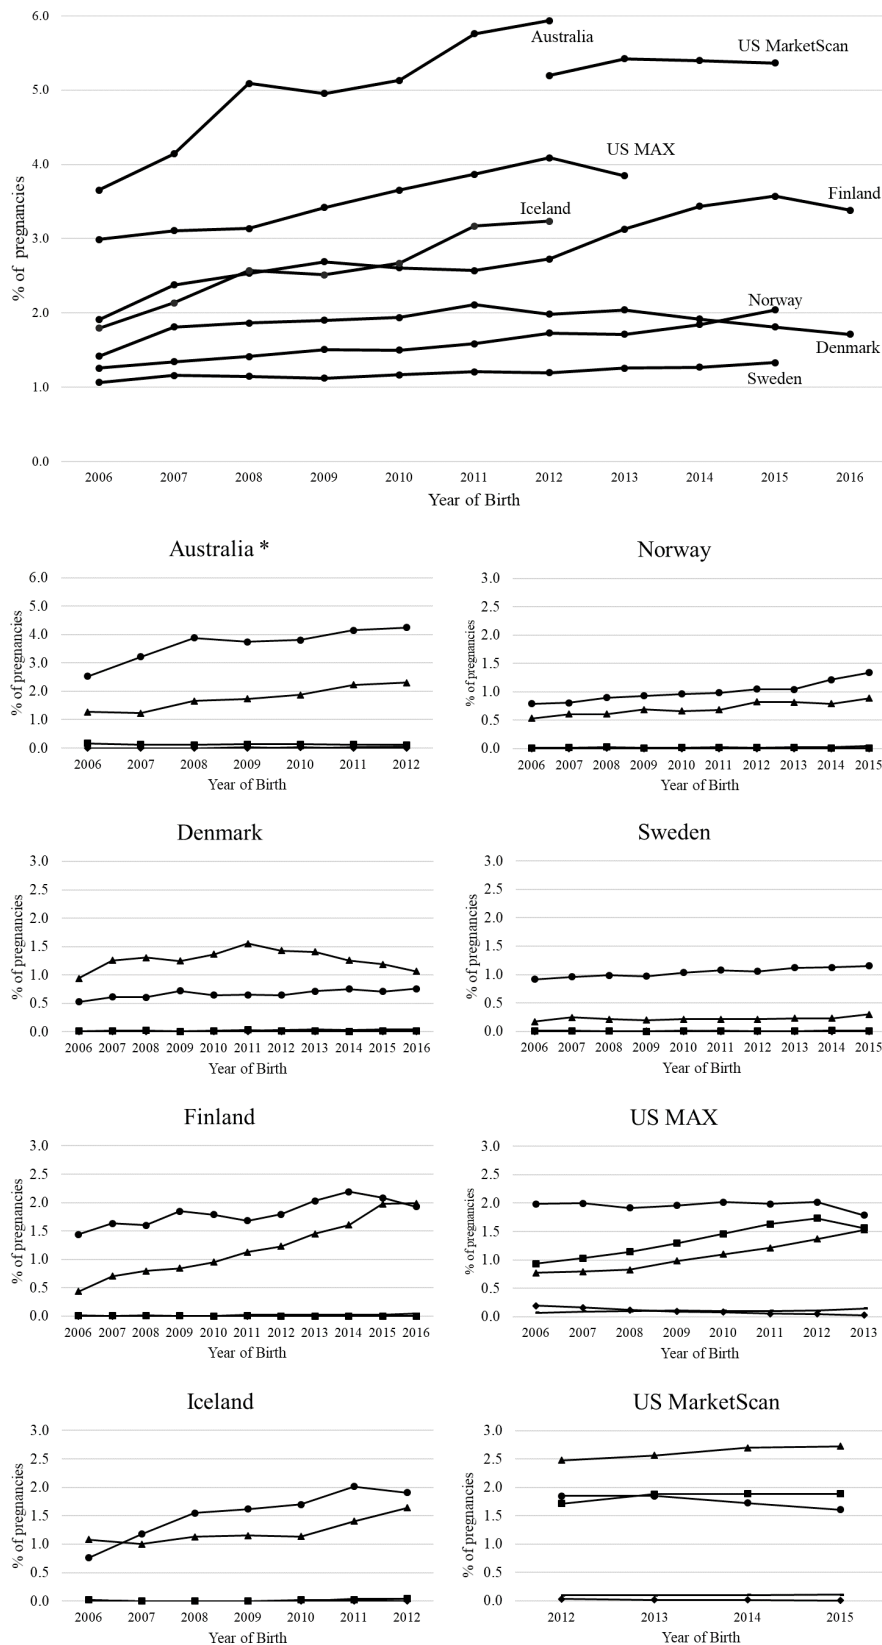 6.0
Australia
US MarketScan
5.0
4.0
US MAX
Finland
Iceland
3.0
% of pregnancies
2.0
Norway
Denmark
1.0
Sweden
0.0
2006 2007 2008 2009 2010 2011 2012 2013 2014 2015 2016
Year of Birth
Australia *
6.0
5.0
4.0
3.0
2.0
1.0
0.0
% of pregnancies
2006 2007 2008 2009 2010 2011 2012
Year of Birth
Norway
3.0
2.5
2.0
1.5
1.0
0.5
0.0
% of pregnancies
2006 2007 2008 2009 2010 2011 2012 2013 2014 2015
Year of Birth
Denmark
3.0
2.5
2.0
1.5
1.0
0.5
0.0
% of pregnancies
2006 2007 2008 2009 2010 2011 2012 2013 2014 2015 2016
Year of Birth
Sweden
3.0
2.5
2.0
1.5
1.0
0.5
0.0
% of pregnancies
2006 2007 2008 2009 2010 2011 2012 2013 2014 2015
Year of Birth
Finland
3.0
2.5
2.0
1.5
1.0
0.5
0.0
% of pregnancies
2006 2007 2008 2009 2010 2011 2012 2013 2014 2015 2016
Year of Birth
US MAX
3.0
2.5
2.0
1.5
1.0
0.5
0.0
% of pregnancies
2006 2007 2008 2009 2010 2011 2012 2013
Year of Birth
Iceland
3.0
2.5
2.0
1.5
1.0
0.5
0.0
% of pregnancies
2006 2007 2008 2009 2010 2011 2012
Year of Birth
US MarketScan
3.0
2.5
2.0
1.5
1.0
0.5
0.0
% of pregnancies
2012 2013 2014 2015
Year of Birth